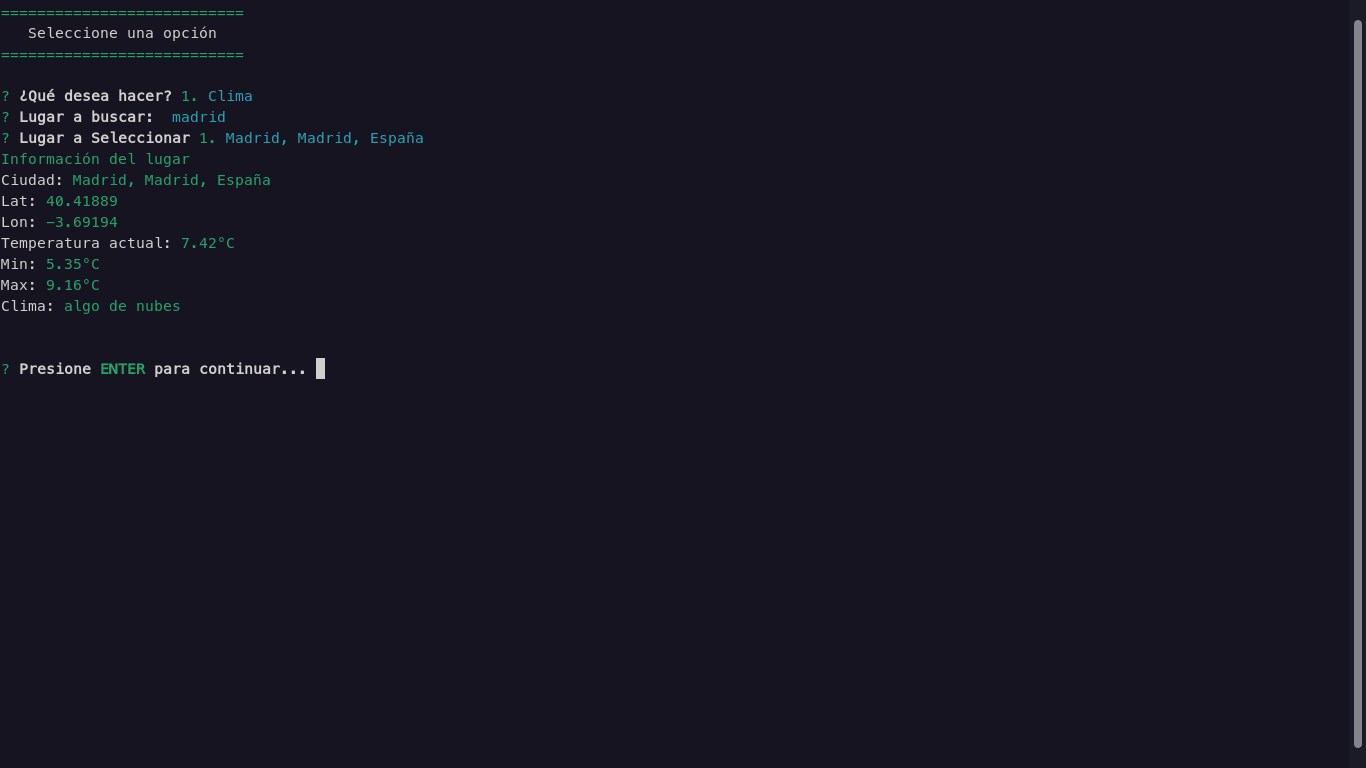 ===========================
Seleccione una opción
===========================
? ¿Qué desea hacer? 1. Clima
? Lugar a buscar:  madrid
? Lugar a Seleccionar 1. Madrid, Madrid, España
Información del lugar
Ciudad: Madrid, Madrid, España
Lat: 40.41889
Lon: -3.69194
Temperatura actual: 7.42°C
Min: 5.35°C
Max: 9.16°C
Clima: algo de nubes
? Presione ENTER para continuar...